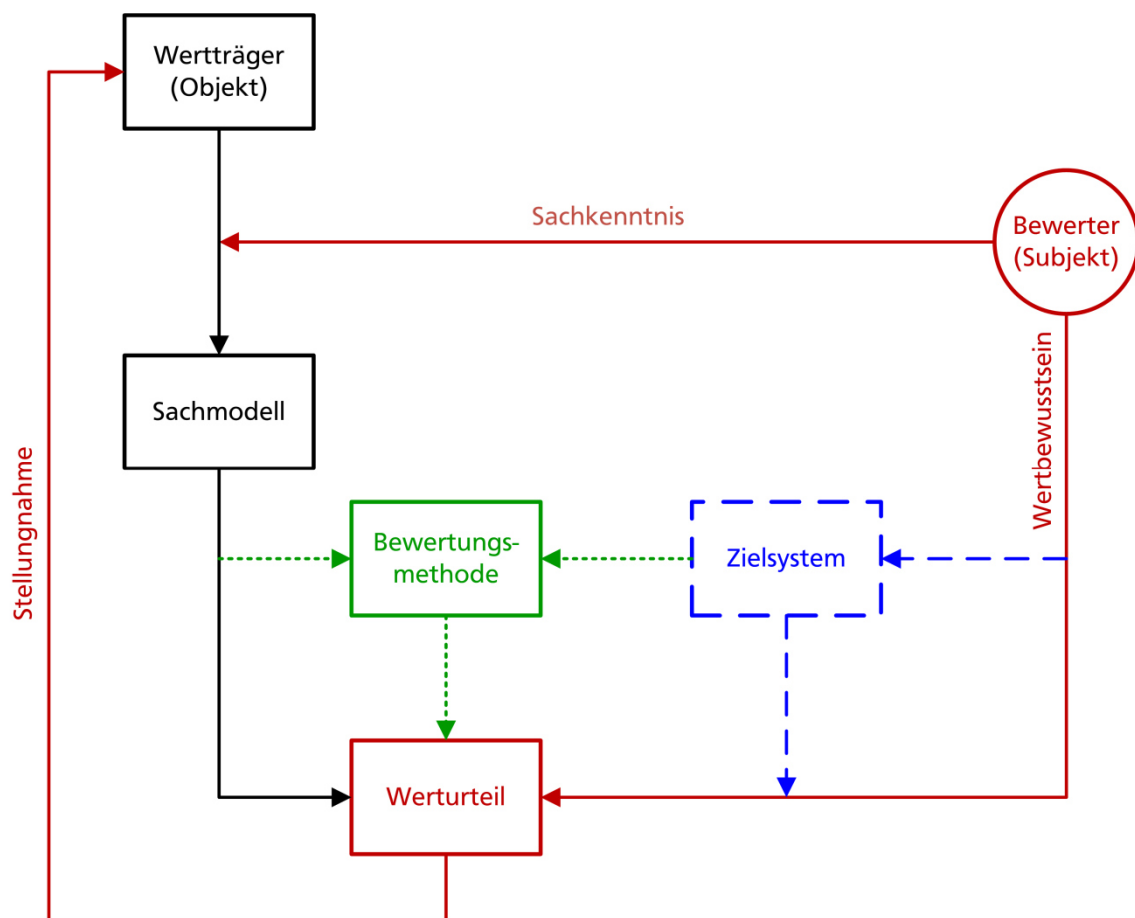 Wertträger
(Objekt)
Sachkenntnis
Bewerter
(Subjekt)
Sachmodell
Wertbewusstsein
Stellungnahme
Bewertungs-
methode
Zielsystem
Werturteil